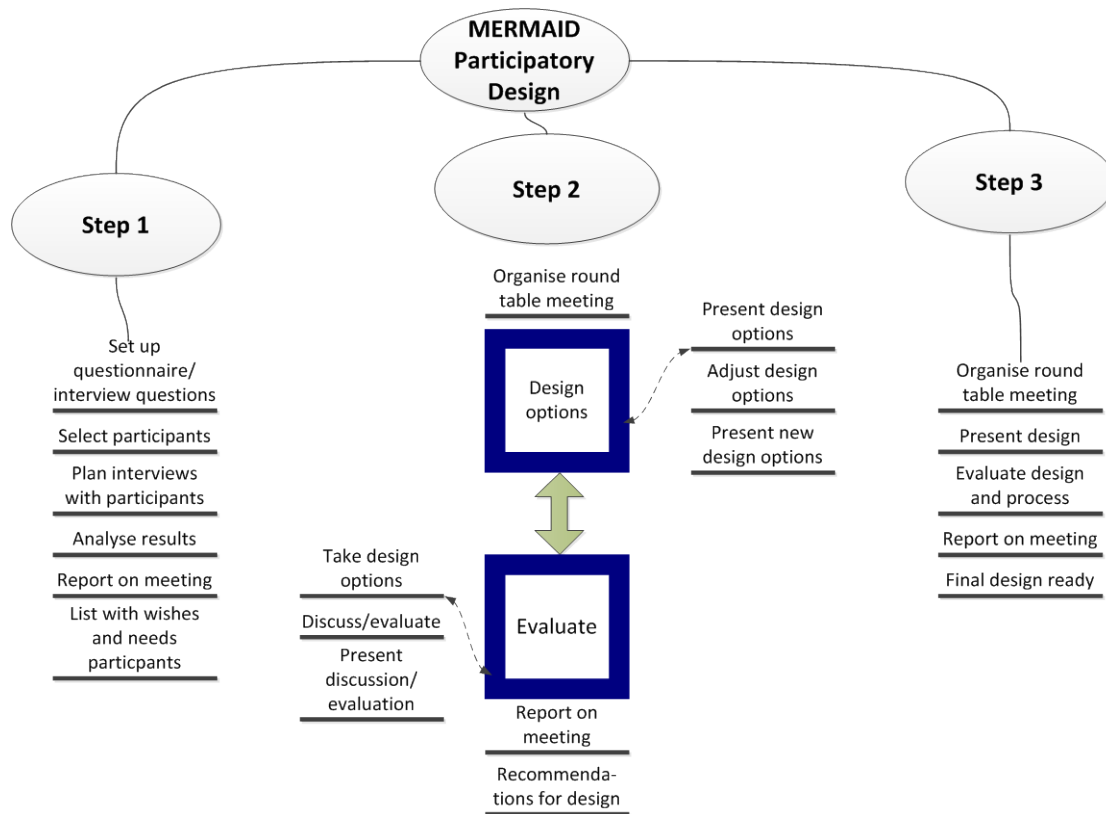 MERMAID
Participatory
Design
Step 1
Set up
questionnaire/
interview questions
Select participants
Plan interviews
with participants
Analyse results
Report on meeting
List with wishes
and needs
particpants
Step 2
Organise round
table meeting
Design
options
Present design
options
Adjust design
options
Present new
design options
Evaluate
Take design
options
Discuss/evaluate
Present
discussion/
evaluation
Report on
meeting
Recommenda-
tions for design
Step 3
Organise round
table meeting
Present design
Evaluate design
and process
Report on meeting
Final design ready